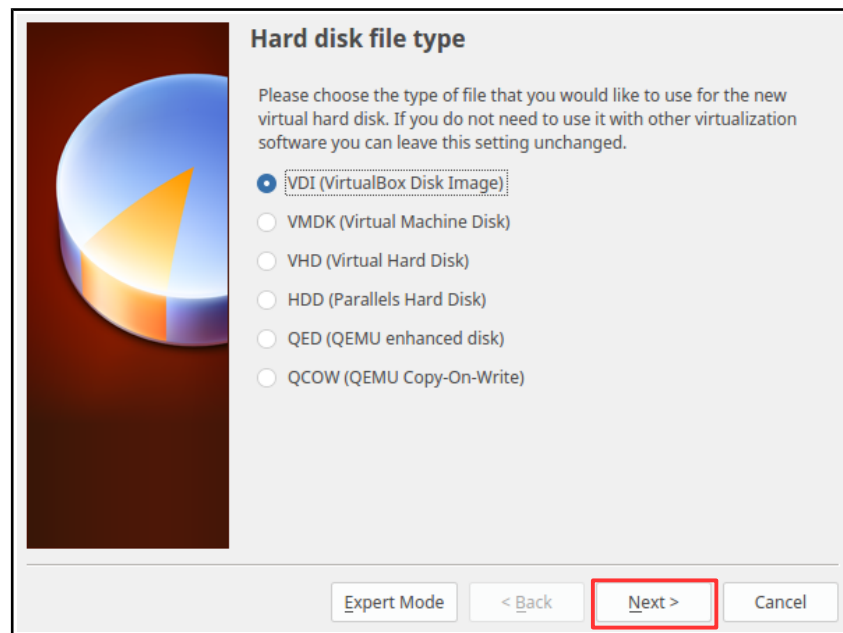 Hard disk file type
Please choose the type of file that you would like to use for the new
virtual hard disk. If you do not need to use it with other virtualization
software you can leave this setting unchanged.
VDI (VirtualBox Disk Image)
VMDK (Virtual Machine Disk)
VHD (Virtual Hard Disk)
HDD (Parallels Hard Disk)
QED (QEMU enhanced disk)
QCOW (QEMU Copy-On-Write)
Expert Mode < Back Next > Cancel